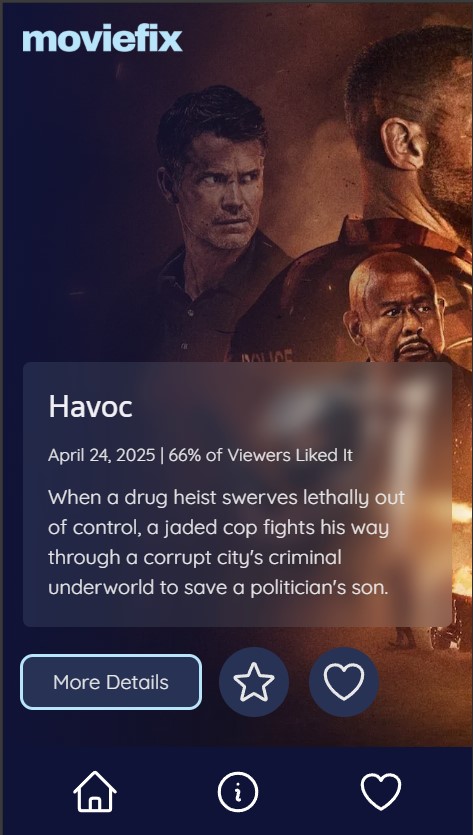 moviefix
POLICE
Havoc
April 24, 2025 | 66% of Viewers Liked It
When a drug heist swerves lethally out
of control, a jaded cop fights his way
through a corrupt city's criminal
underworld to save a politician's son.
More Details